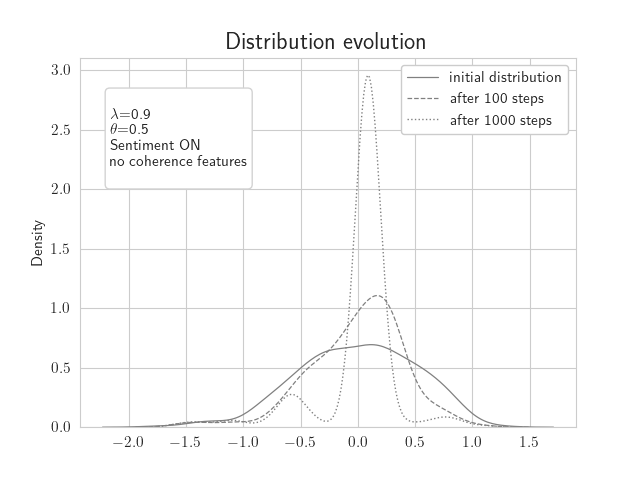 Distribution evolution
3.0
2.5
2.0
1.5
1.0
0.5
0.0
Density
λ=0.9
θ=0.5
Sentiment ON
no coherence features
initial distribution
after 100 steps
after 1000 steps
−2.0 −1.5 −1.0 −0.5 0.0 0.5 1.0 1.5